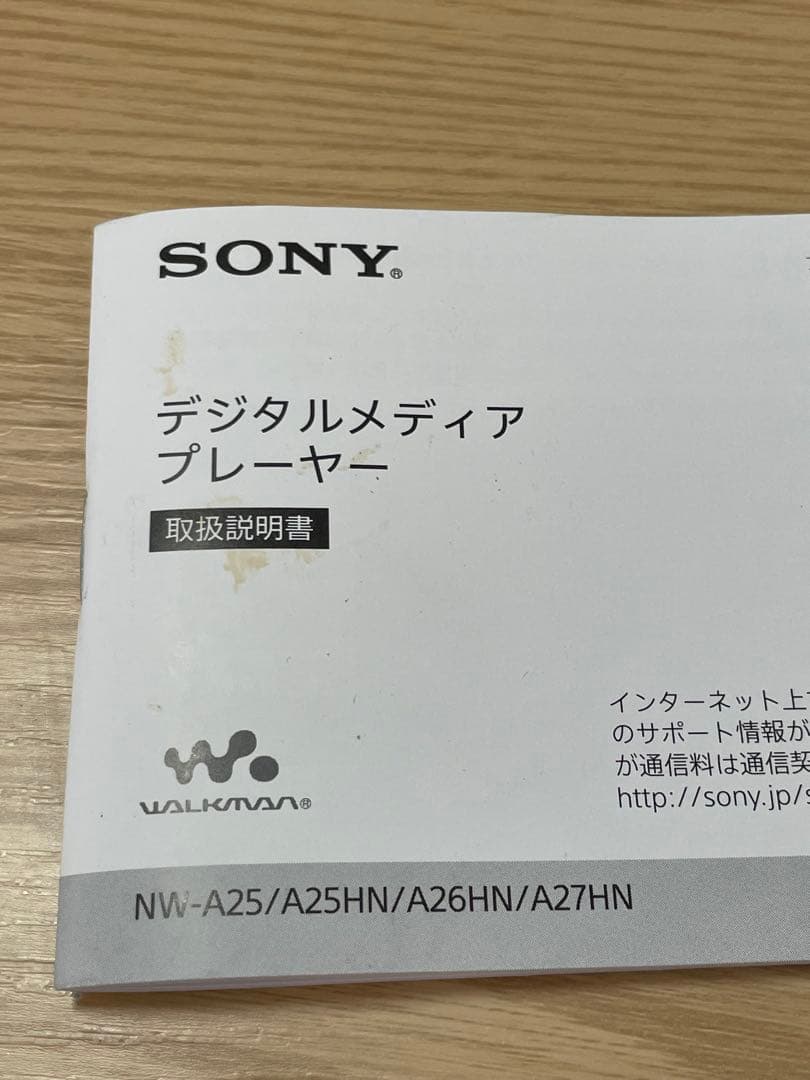 SONY®
デジタルメディア
プレーヤー
取扱説明書
インターネット上
のサポート情報が
が通信料は通信契
http://sony.jp/s
WALKMAN®
NW-A25/A25HN/A26HN/A27HN